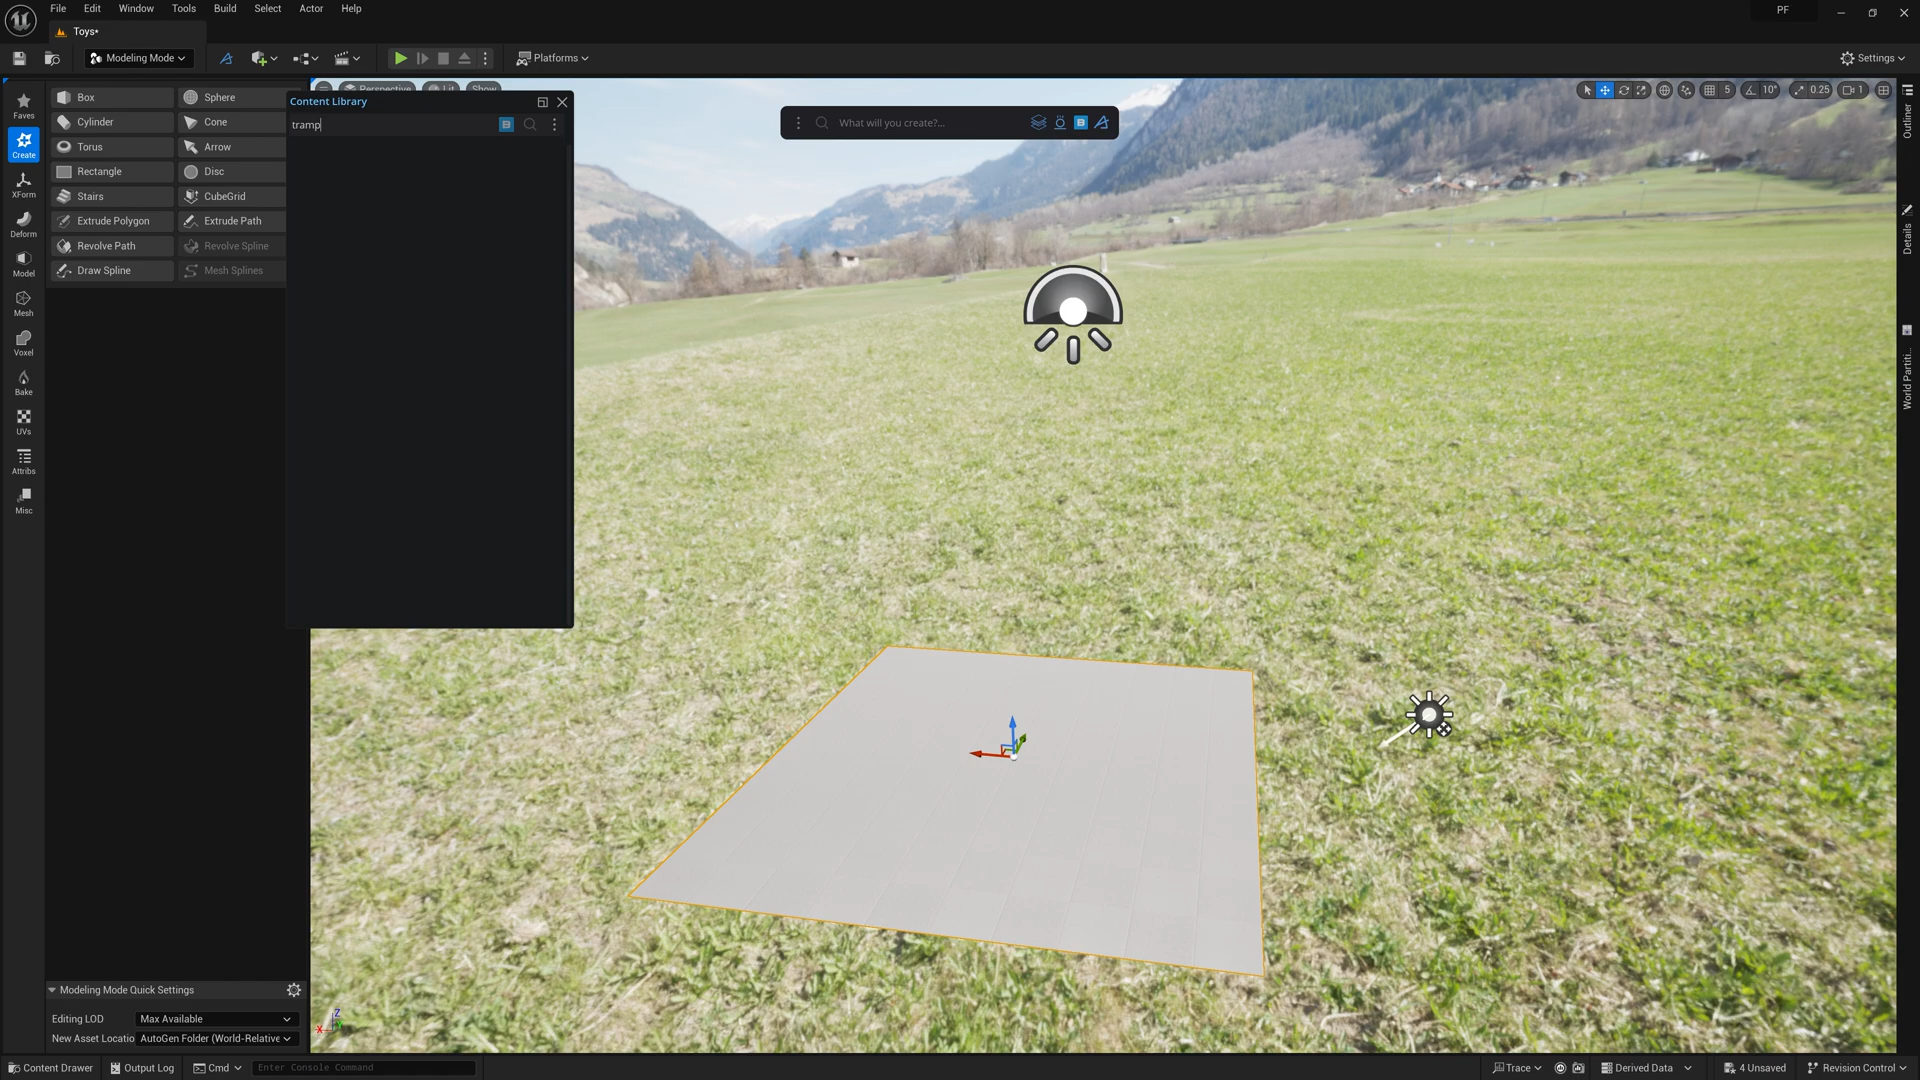 File Edit Window Tools Build Select Actor Help
PF
Toys*
Modeling Mode
Platforms
Settings
Perspective Lit Show
5 10° 0.25 1
Faves
Create
XForm
Deform
Model
Mesh
Voxel
Bake
UVs
Attribs
Misc
Box Sphere
Cylinder Cone
Torus Arrow
Rectangle Disc
Stairs CubeGrid
Extrude Polygon Extrude Path
Revolve Path Revolve Spline
Draw Spline Mesh Splines
Content Library
tramp
B
What will you create?...
B
Outliner
Details
World Partiti...
Modeling Mode Quick Settings
Editing LOD Max Available
New Asset Locatio AutoGen Folder (World-Relative
Z
X
Y
Content Drawer Output Log Cmd Enter Console Command
Trace Derived Data 4 Unsaved Revision Control